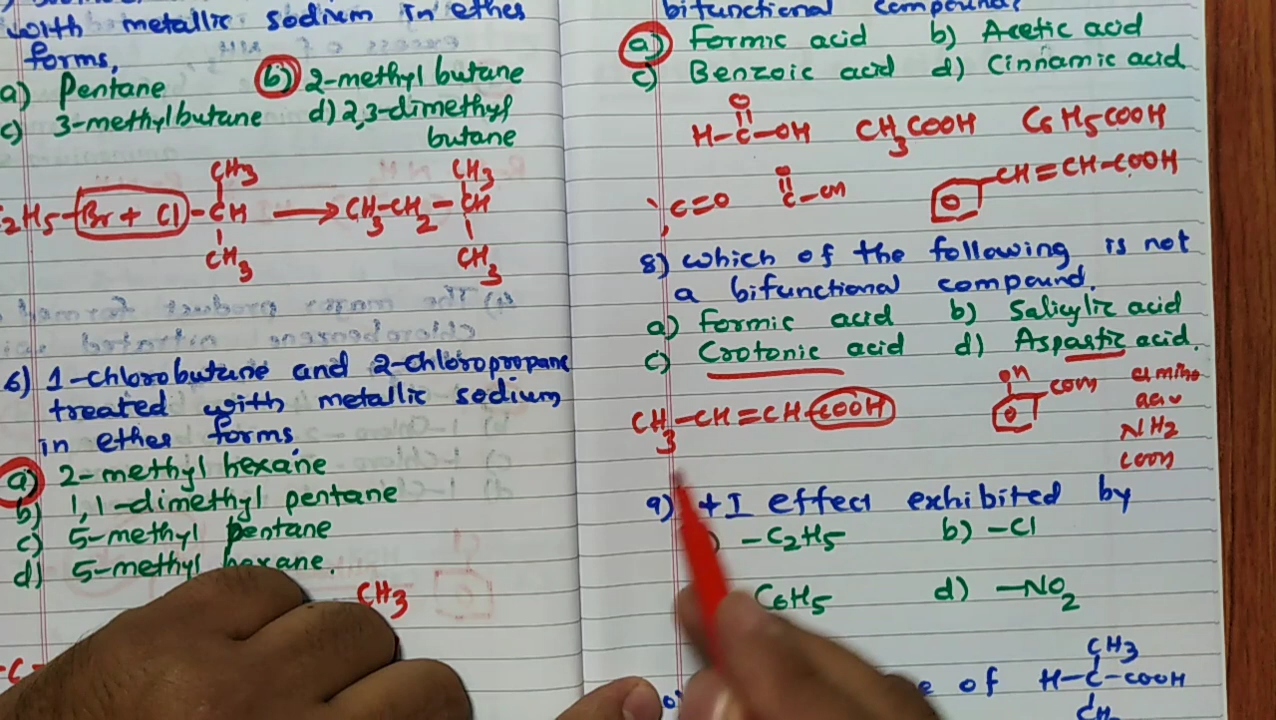 with metallic sodium in ether
forms,
a) Pentane b) 2-methyl butane
c) 3-methylbutane d) 2,3-dimethyl
butane
CH3 CH3
C2H5-Br + Cl-CH → CH3-CH2-CH
CH3 CH3
6) 1-chlorobutane and 2-chloropropane
treated with metallic sodium
in ether forms.
a) 2-methyl hexane
b) 1,1-dimethyl pentane
c) 5-methyl pentane
d) 5-methyl hexane.
CH3
-C-
bifunctional compound
a) Formic acid b) Acetic acid
c) Benzoic acid d) Cinnamic acid
O
H-C-OH CH3COOH C6H5COOH
C=O O C-OH CH=CH-COOH
8) which of the following is not
a bifunctional compound.
a) Formic acid b) Salicylic acid
c) Crotonic acid d) Aspastic acid.
CH3-CH=CH-COOH OH COOH
NH2
COOH
9) +I effect exhibited by
-C2H5 b) -Cl
C6H5 d) -NO2
CH3
of H-C-COOH